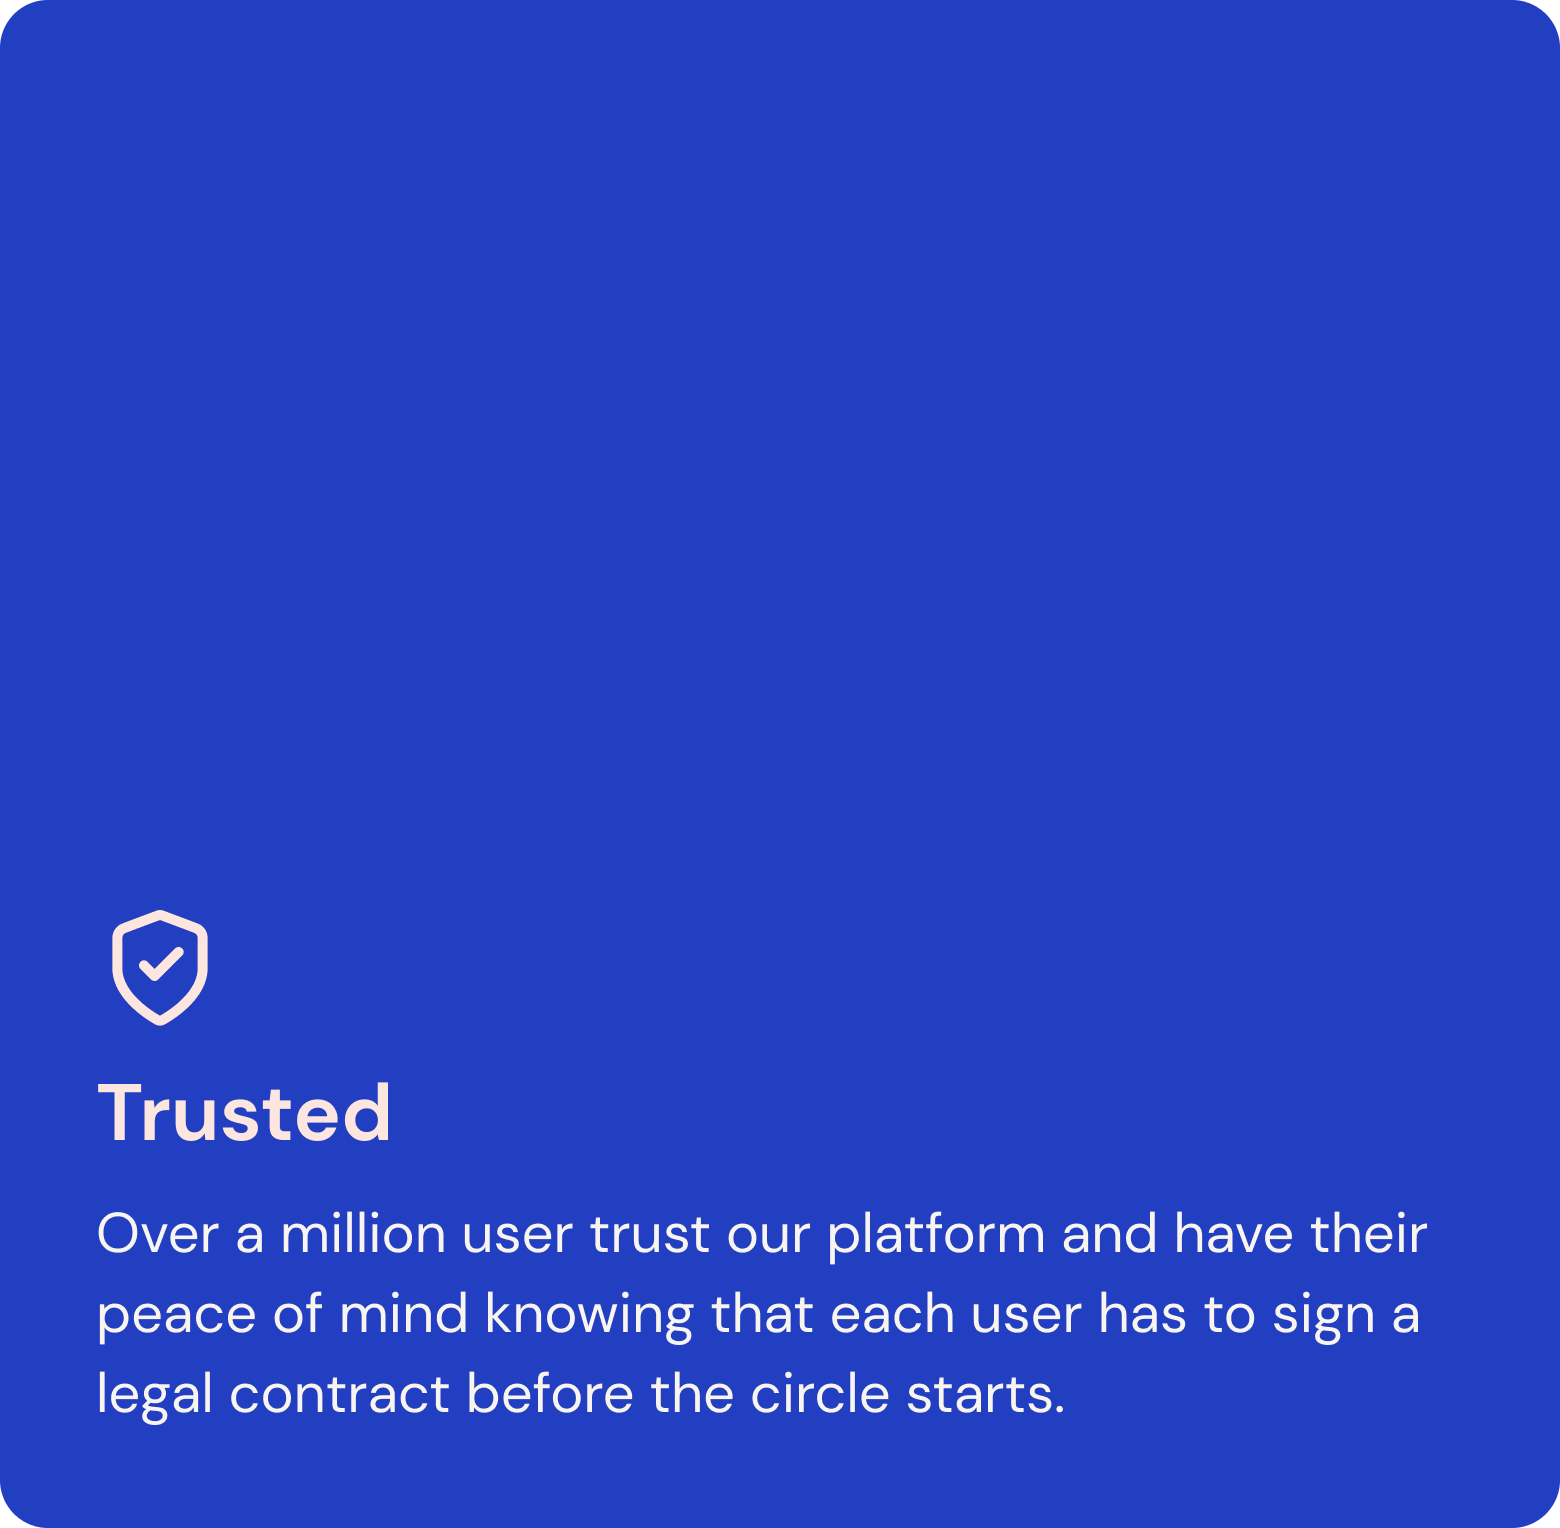 Trusted
Over a million user trust our platform and have their
peace of mind knowing that each user has to sign a
legal contract before the circle starts.